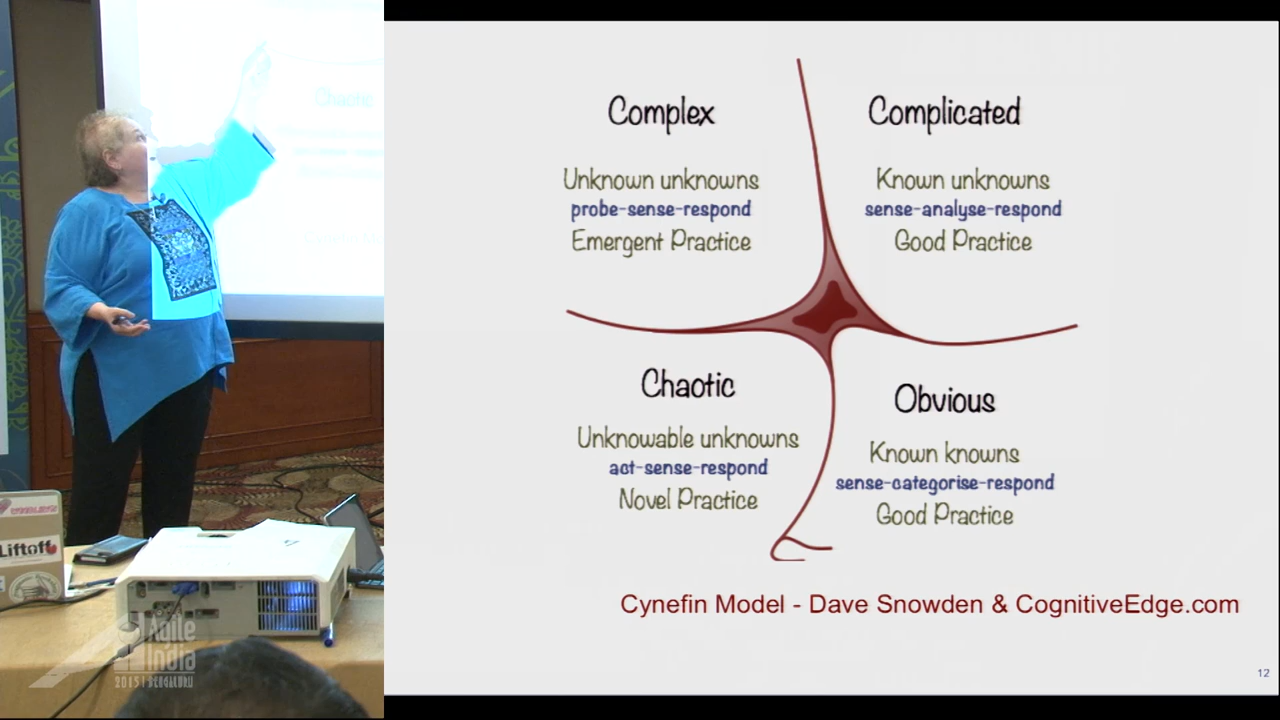 Complex
Unknown unknowns
probe-sense-respond
Emergent Practice
Complicated
Known unknowns
sense-analyse-respond
Good Practice
Chaotic
Unknowable unknowns
act-sense-respond
Novel Practice
Obvious
Known knowns
sense-categorise-respond
Good Practice
Cynefin Model - Dave Snowden & CognitiveEdge.com
12
Chaotic
Liftoff
Agile
India
2015 | BENGALURU